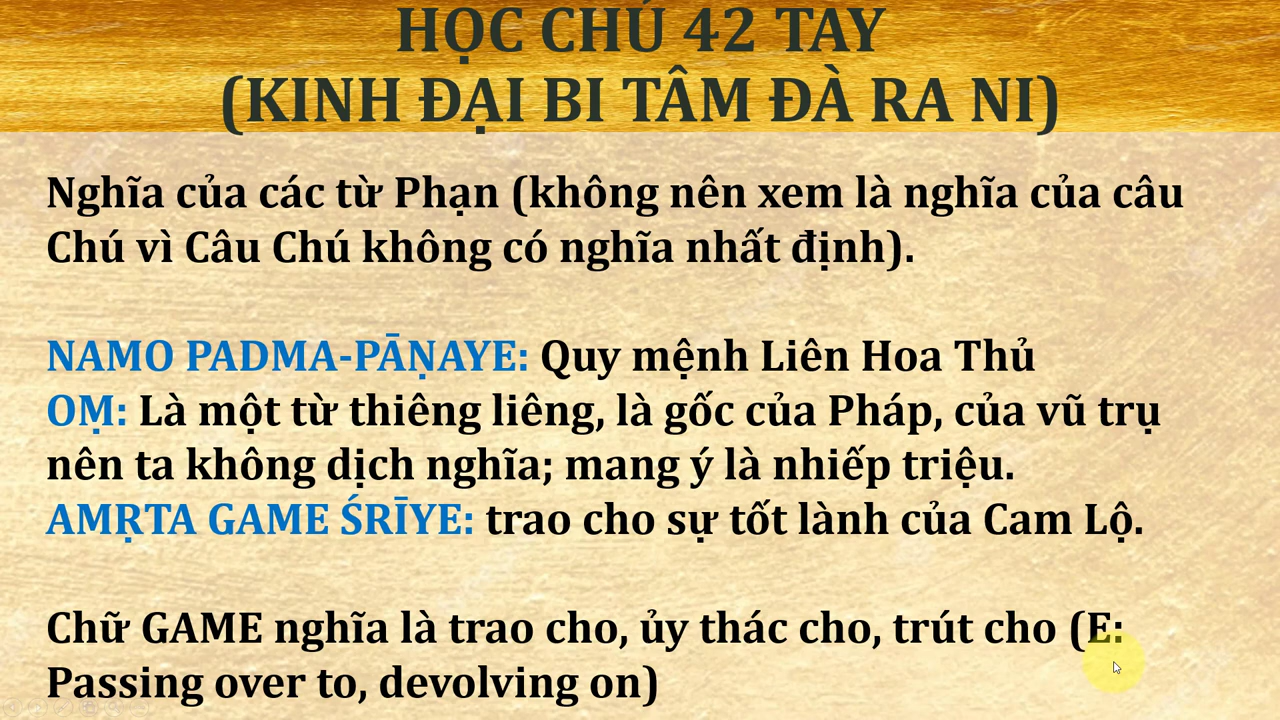 HỌC CHÚ 42 TAY
(KINH ĐẠI BI TÂM ĐÀ RA NI)
Nghĩa của các từ Phạn (không nên xem là nghĩa của câu
Chú vì Câu Chú không có nghĩa nhất định).
NAMO PADMA-PĀṆAYE: Quy mệnh Liên Hoa Thủ
OṂ: Là một từ thiêng liêng, là gốc của Pháp, của vũ trụ
nên ta không dịch nghĩa; mang ý là nhiếp triệu.
AMṚTA GAME ŚRĪYE: trao cho sự tốt lành của Cam Lộ.
Chữ GAME nghĩa là trao cho, ủy thác cho, trút cho (E:
Passing over to, devolving on)